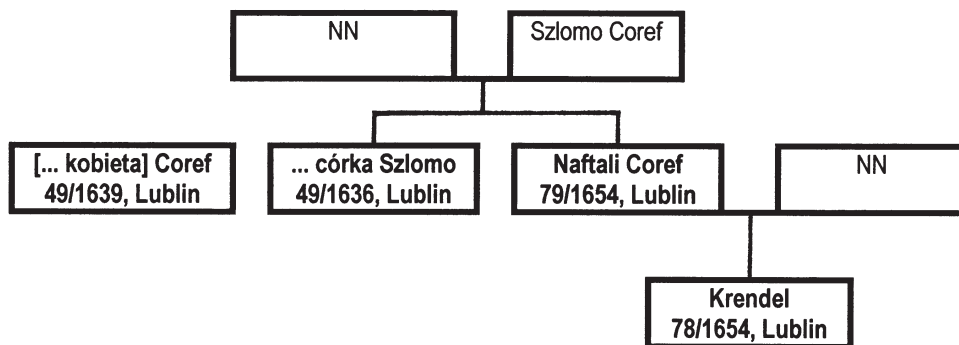 NN
Szlomo Coref
[... kobieta] Coref
49/1639, Lublin
... córka Szlomo
49/1636, Lublin
Naftali Coref
79/1654, Lublin
NN
Krendel
78/1654, Lublin